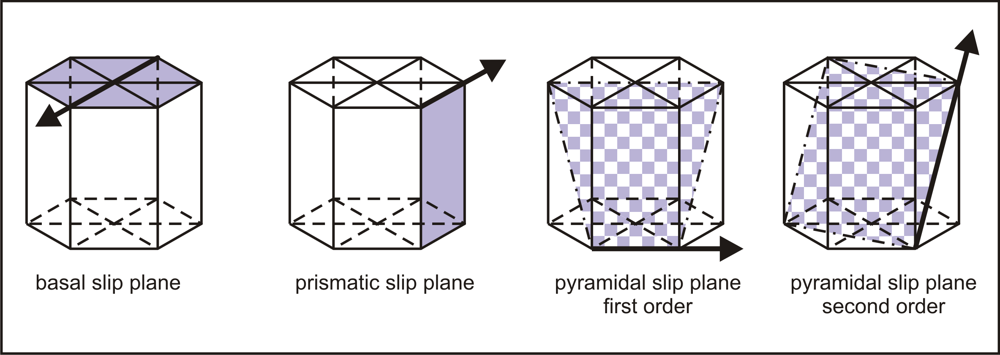 basal slip plane
prismatic slip plane
pyramidal slip plane
first order
pyramidal slip plane
second order